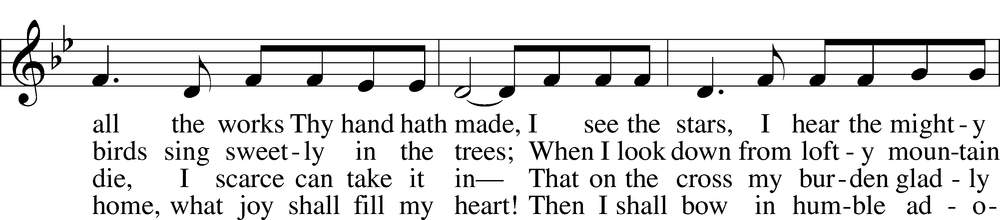 all the works Thy hand hath made, I see the stars, I hear the might - y
birds sing sweet - ly in the trees; When I look down from loft - y moun-tain
die, I scarce can take it in— That on the cross my bur - den glad - ly
home, what joy shall fill my heart! Then I shall bow in hum-ble ad - o-